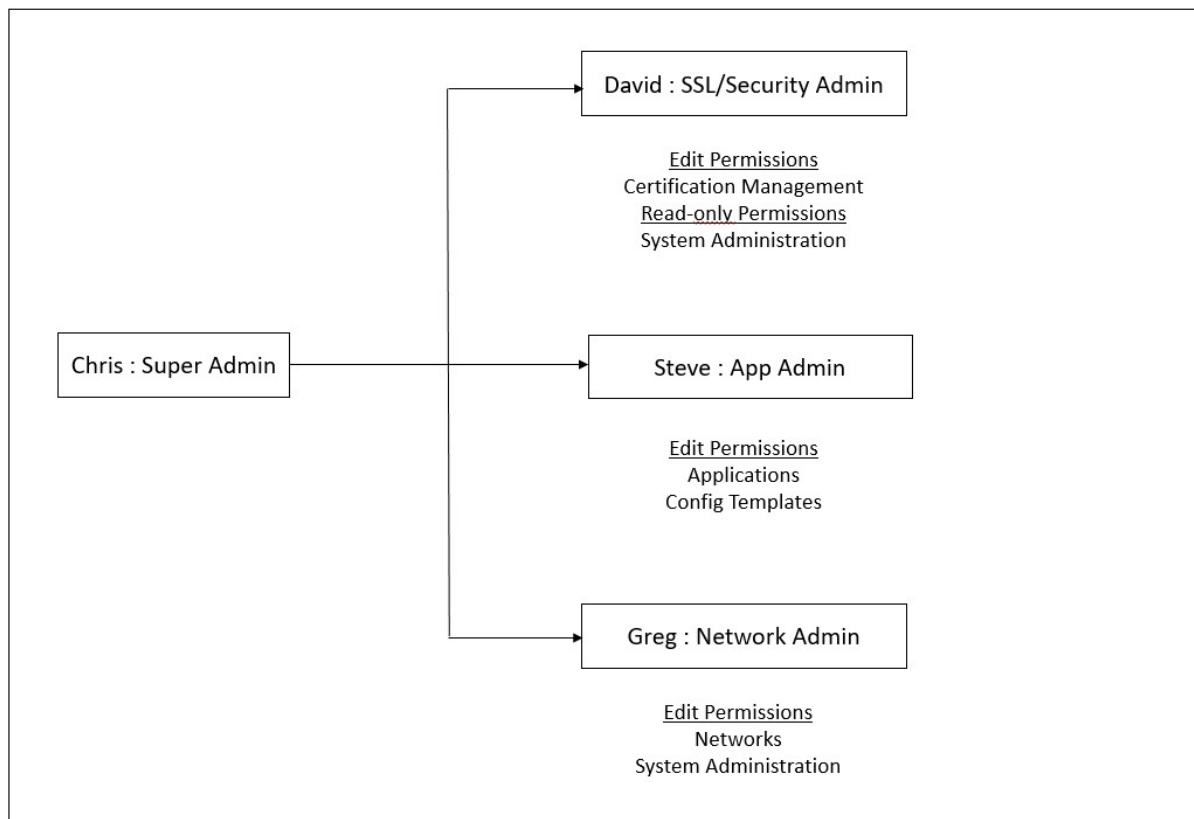 David : SSL/Security Admin
Edit Permissions
Certification Management
Read-only Permissions
System Administration
Chris : Super Admin
Steve : App Admin
Edit Permissions
Applications
Config Templates
Greg : Network Admin
Edit Permissions
Networks
System Administration